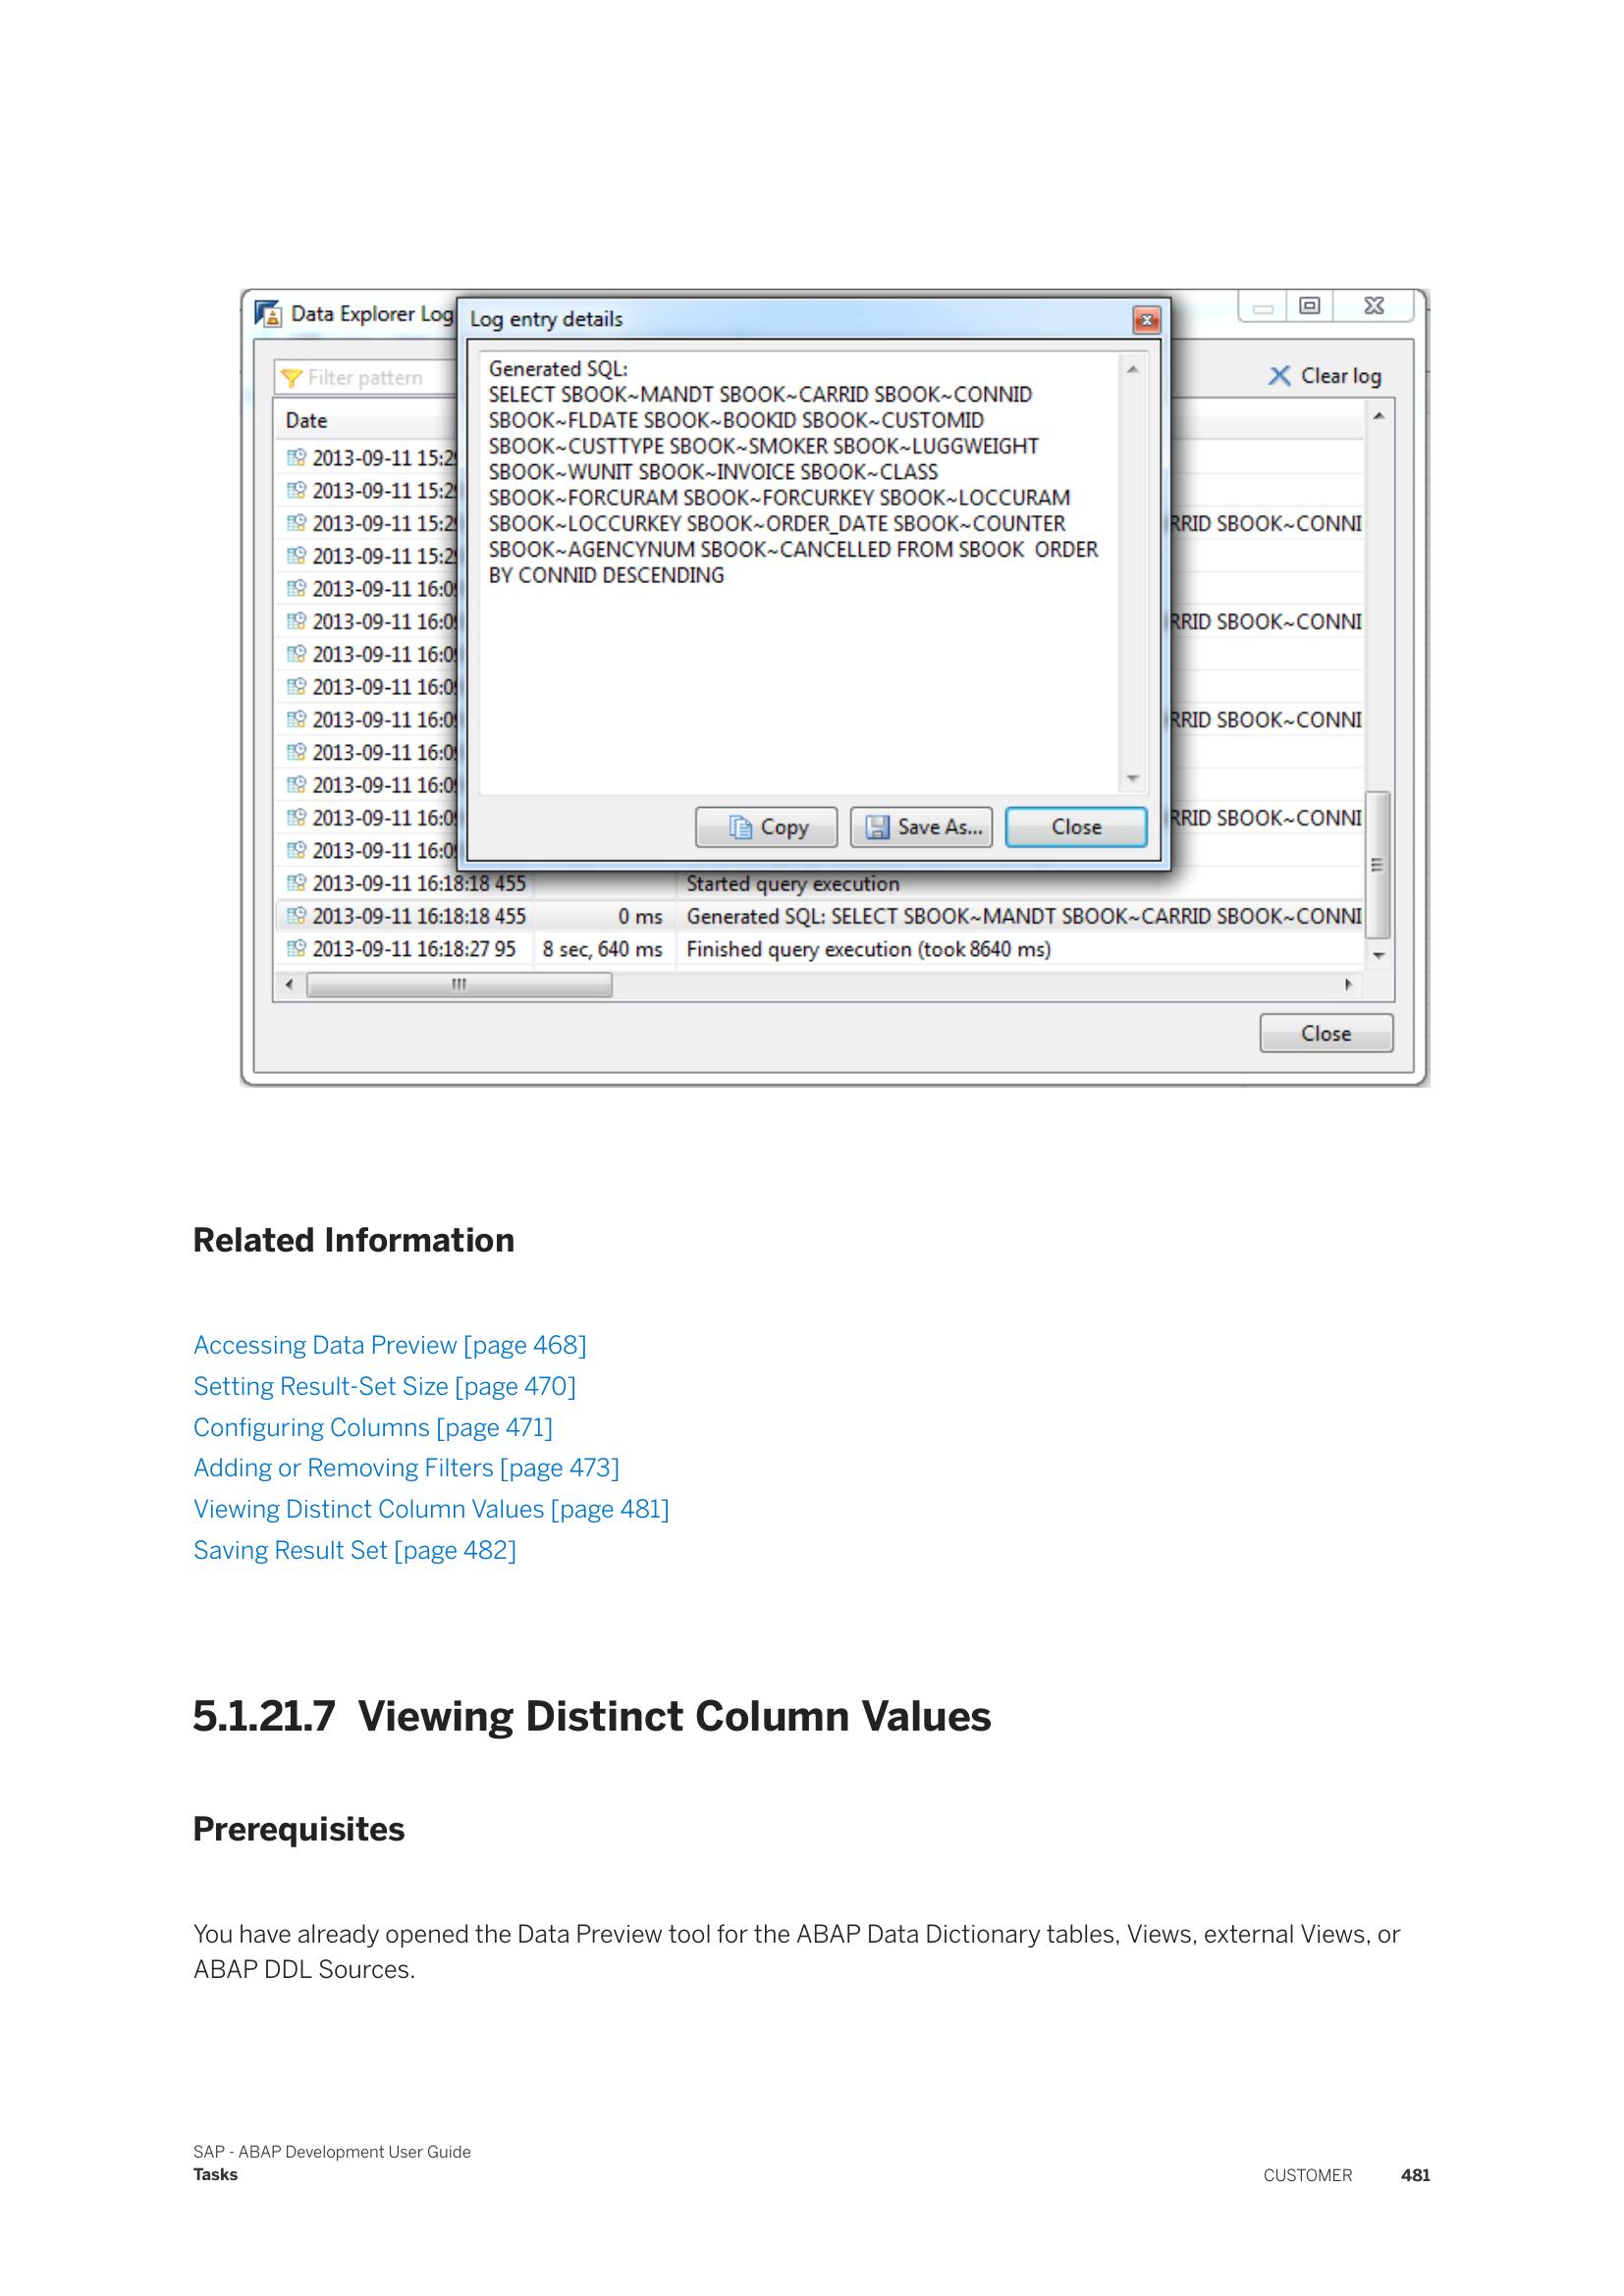 Data Explorer Log
Log entry details
Filter pattern
Clear log
Generated SQL:
SELECT SBOOK~MANDT SBOOK~CARRID SBOOK~CONNID
SBOOK~FLDATE SBOOK~BOOKID SBOOK~CUSTOMID
SBOOK~CUSTTYPE SBOOK~SMOKER SBOOK~LUGGWEIGHT
SBOOK~WUNIT SBOOK~INVOICE SBOOK~CLASS
SBOOK~FORCURAM SBOOK~FORCURKEY SBOOK~LOCCURAM
SBOOK~LOCCURKEY SBOOK~ORDER_DATE SBOOK~COUNTER
SBOOK~AGENCYNUM SBOOK~CANCELLED FROM SBOOK  ORDER
BY CONNID DESCENDING
Copy
Save As...
Close
Date
2013-09-11 15:2
2013-09-11 15:2
2013-09-11 15:2 RRID SBOOK~CONNI
2013-09-11 15:2
2013-09-11 16:0
2013-09-11 16:0 RRID SBOOK~CONNI
2013-09-11 16:0
2013-09-11 16:0
2013-09-11 16:0 RRID SBOOK~CONNI
2013-09-11 16:0
2013-09-11 16:0
2013-09-11 16:0 RRID SBOOK~CONNI
2013-09-11 16:0
2013-09-11 16:18:18 455 Started query execution
2013-09-11 16:18:18 455 0 ms Generated SQL: SELECT SBOOK~MANDT SBOOK~CARRID SBOOK~CONNI
2013-09-11 16:18:27 95 8 sec, 640 ms Finished query execution (took 8640 ms)
Close
Related Information
Accessing Data Preview [page 468]
Setting Result-Set Size [page 470]
Configuring Columns [page 471]
Adding or Removing Filters [page 473]
Viewing Distinct Column Values [page 481]
Saving Result Set [page 482]
5.1.21.7 Viewing Distinct Column Values
Prerequisites
You have already opened the Data Preview tool for the ABAP Data Dictionary tables, Views, external Views, or
ABAP DDL Sources.
SAP - ABAP Development User Guide
Tasks
CUSTOMER 481